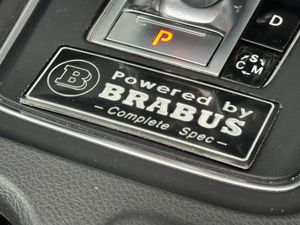 P
D
C S M
B
Powered by
BRABUS
- Complete Spec -